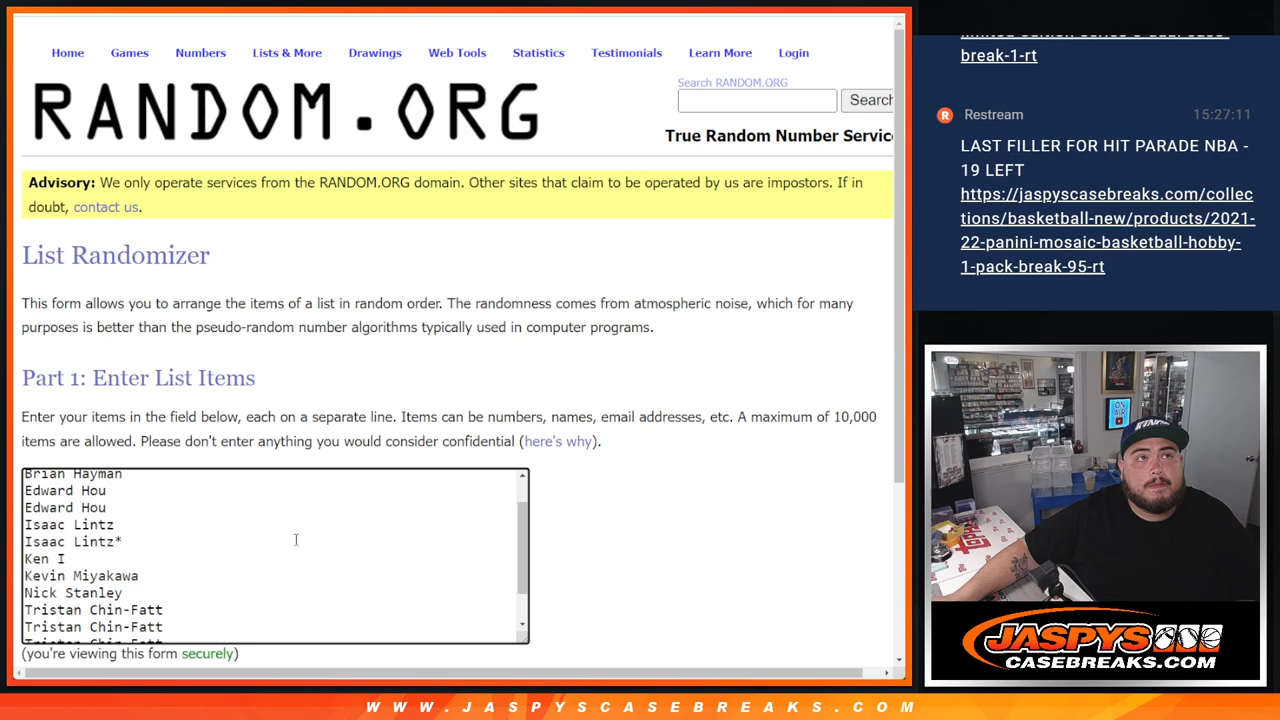 Home Games Numbers Lists & More Drawings Web Tools Statistics Testimonials Learn More Login
RANDOM.ORG
Search RANDOM.ORG
Search
True Random Number Servic
Advisory: We only operate services from the RANDOM.ORG domain. Other sites that claim to be operated by us are impostors. If in
doubt, contact us.
List Randomizer
This form allows you to arrange the items of a list in random order. The randomness comes from atmospheric noise, which for many
purposes is better than the pseudo-random number algorithms typically used in computer programs.
Part 1: Enter List Items
Enter your items in the field below, each on a separate line. Items can be numbers, names, email addresses, etc. A maximum of 10,000
items are allowed. Please don't enter anything you would consider confidential (here's why).
Brian Hayman
Edward Hou
Edward Hou
Isaac Lintz
Isaac Lintz*
Ken I
Kevin Miyakawa
Nick Stanley
Tristan Chin-Fatt
Tristan Chin-Fatt
Tristan Chin-Fatt
(you're viewing this form securely)
break-1-rt
Restream 15:27:11
LAST FILLER FOR HIT PARADE NBA -
19 LEFT
https://jaspyscasebreaks.com/collec
tions/basketball-new/products/2021-
22-panini-mosaic-basketball-hobby-
1-pack-break-95-rt
ON
AIR
KINGS
JASPYS
CASEBREAKS.COM
WWW.JASPYSCASEBREAKS.COM